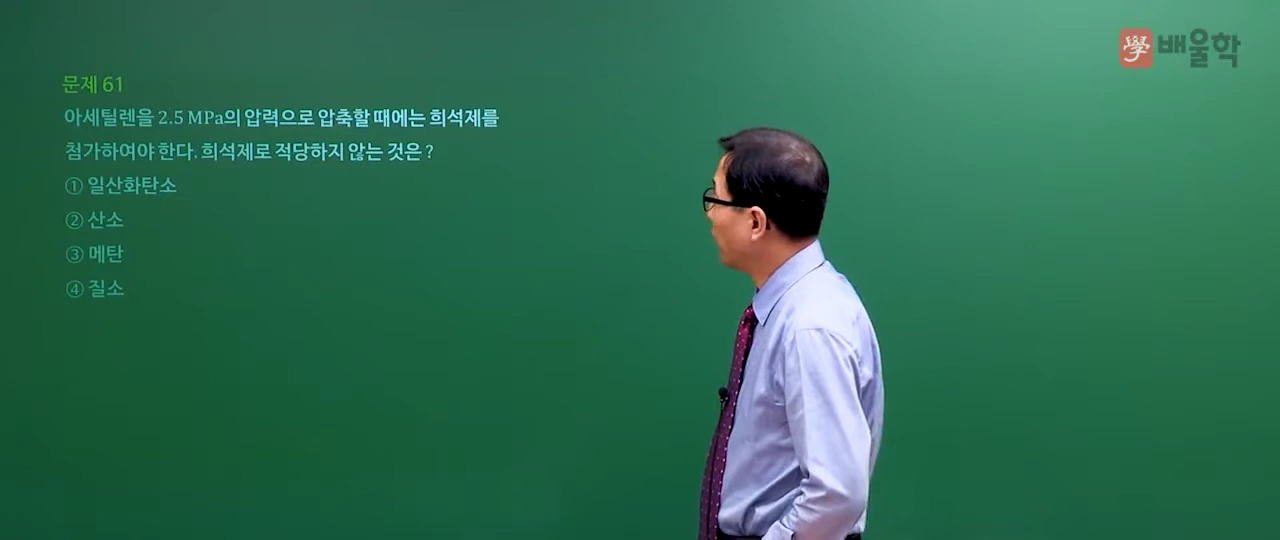 學 배울학
문제 61
아세틸렌을 2.5 MPa의 압력으로 압축할 때에는 희석제를
첨가하여야 한다. 희석제로 적당하지 않는 것은 ?
① 일산화탄소
② 산소
③ 메탄
④ 질소